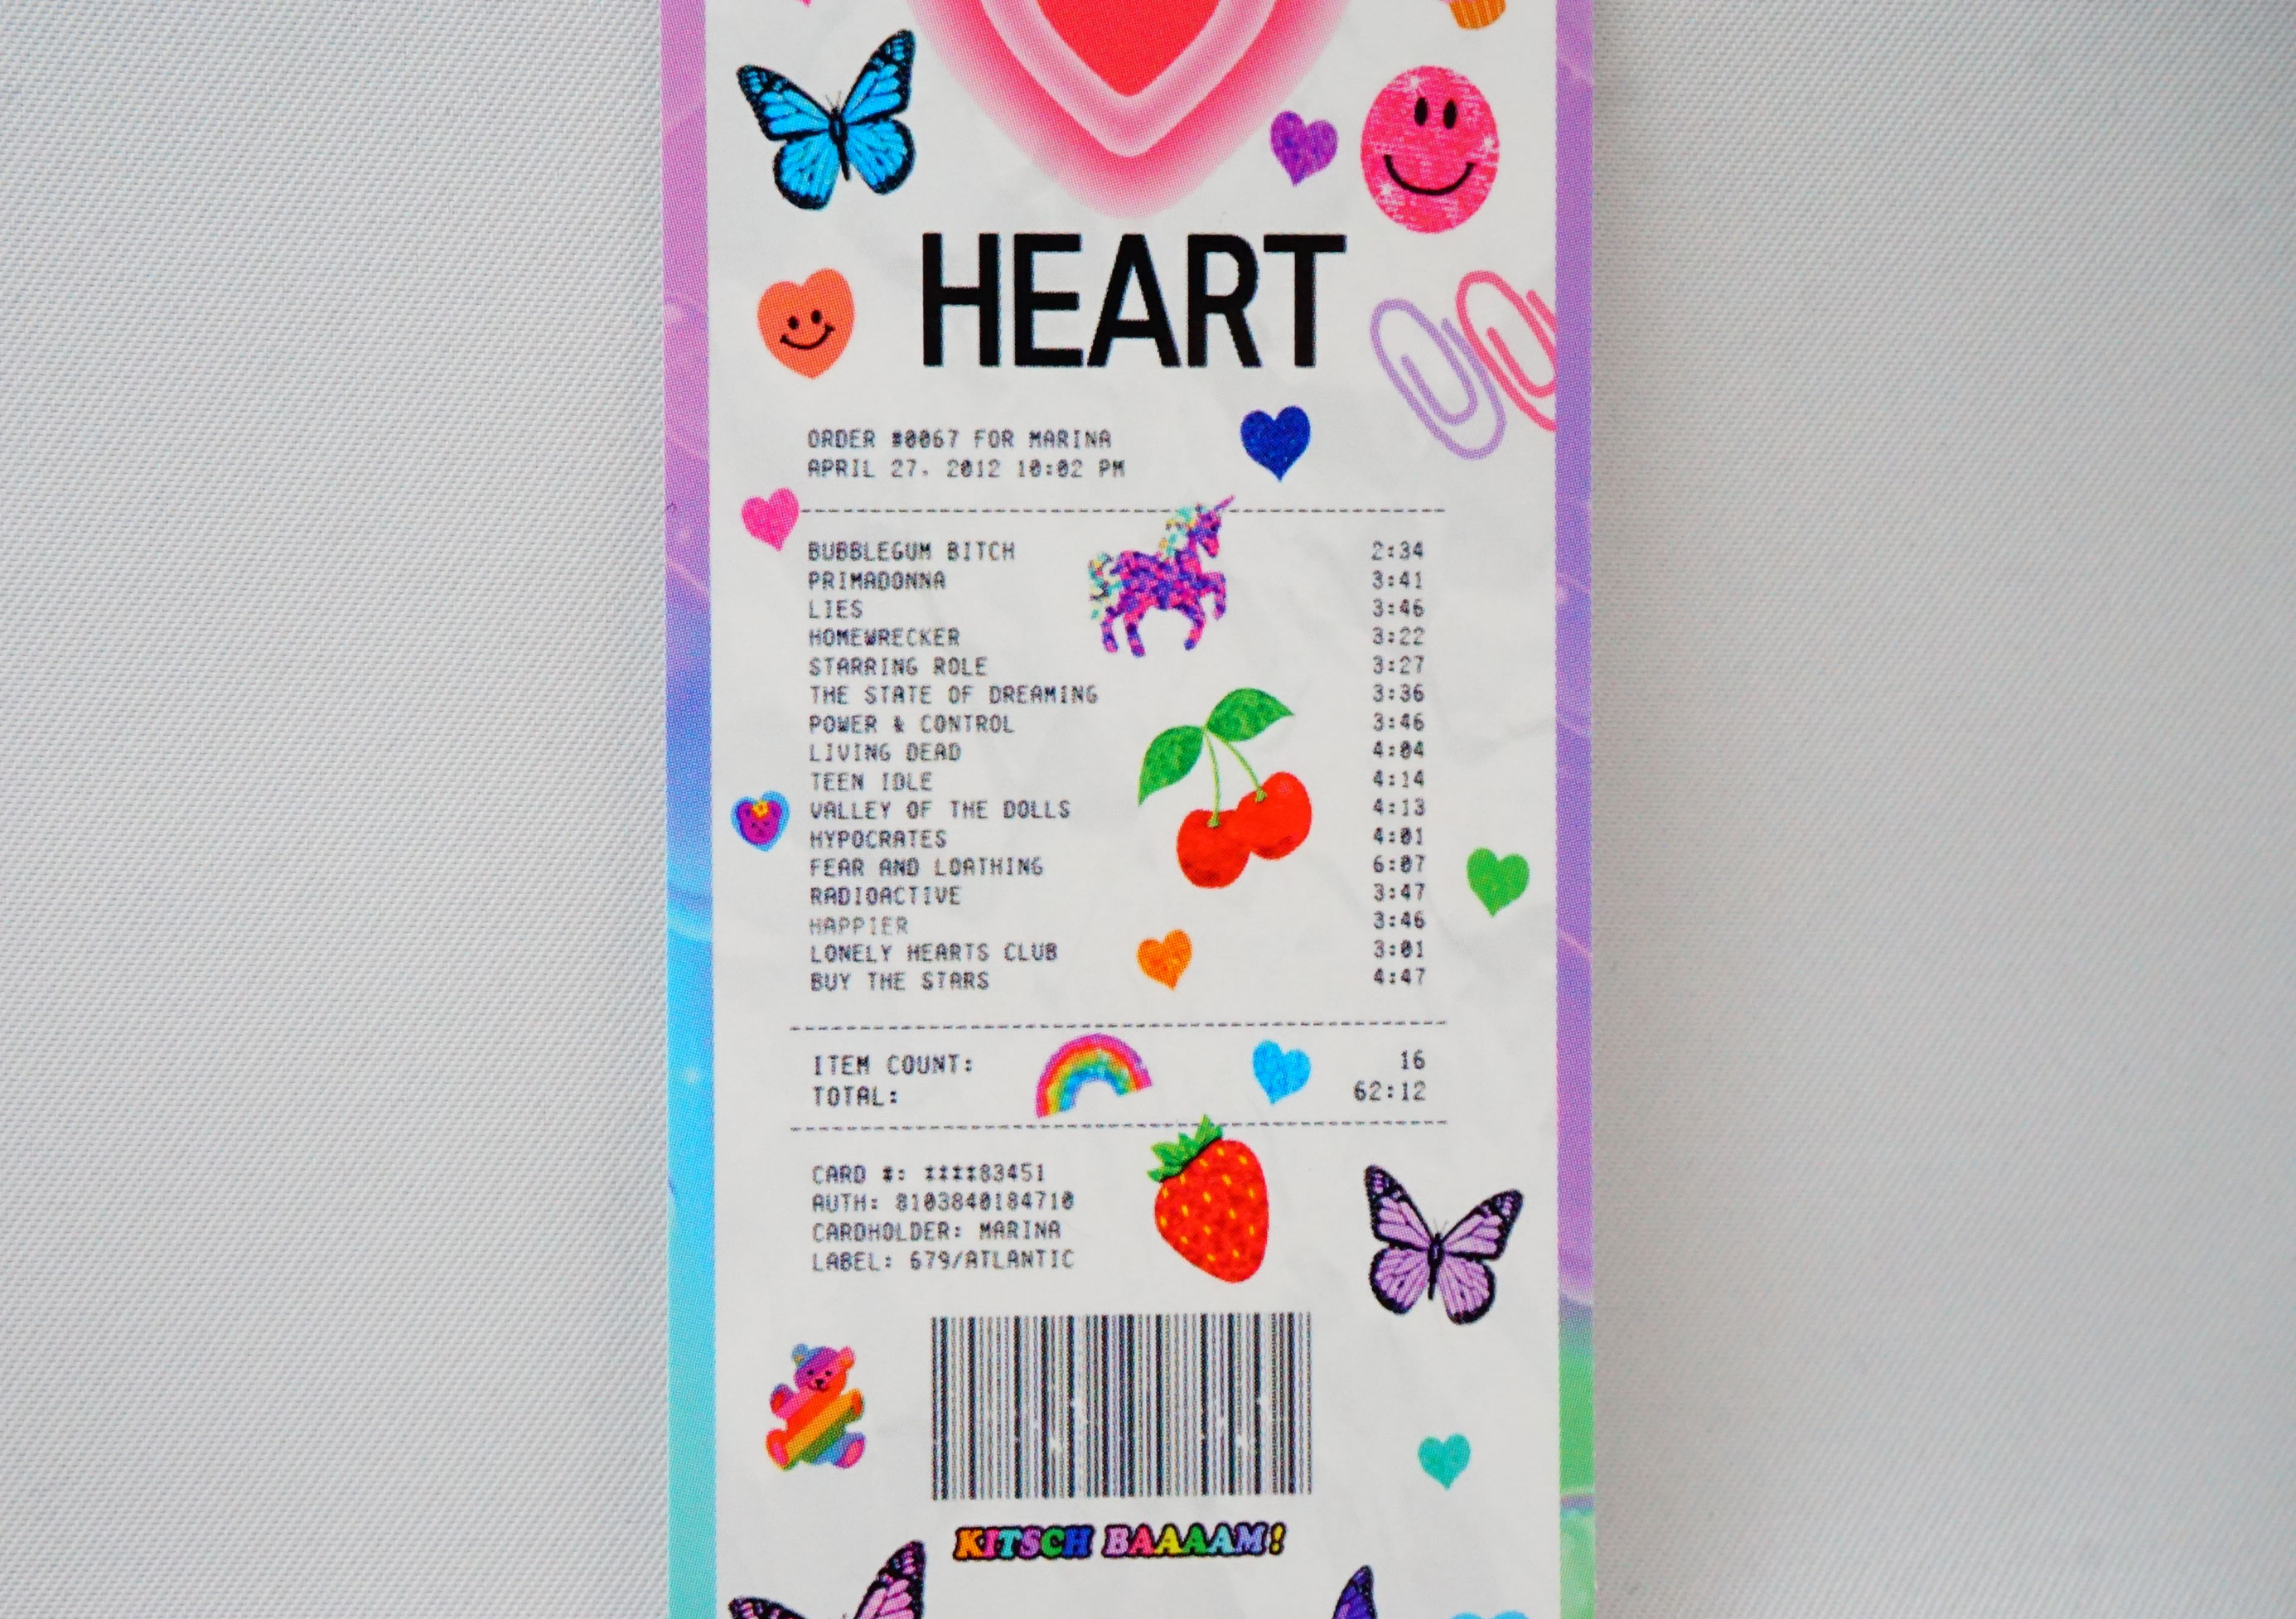 HEART
ORDER #0067 FOR MARINA
APRIL 27, 2012 10:02 PM
BUBBLEGUM BITCH 2:34
PRIMADONNA 3:41
LIES 3:46
HOMEWRECKER 3:22
STARRING ROLE 3:27
THE STATE OF DREAMING 3:36
POWER & CONTROL 3:46
LIVING DEAD 4:04
TEEN IDLE 4:14
VALLEY OF THE DOLLS 4:13
HYPOCRATES 4:01
FEAR AND LOATHING 6:07
RADIOACTIVE 3:47
HAPPIER 3:46
LONELY HEARTS CLUB 3:01
BUY THE STARS 4:47
ITEM COUNT: 16
TOTAL: 62:12
CARD #: ****83451
AUTH: 8103840184710
CARDHOLDER: MARINA
LABEL: 679/ATLANTIC
KITSCH BAAAAM!